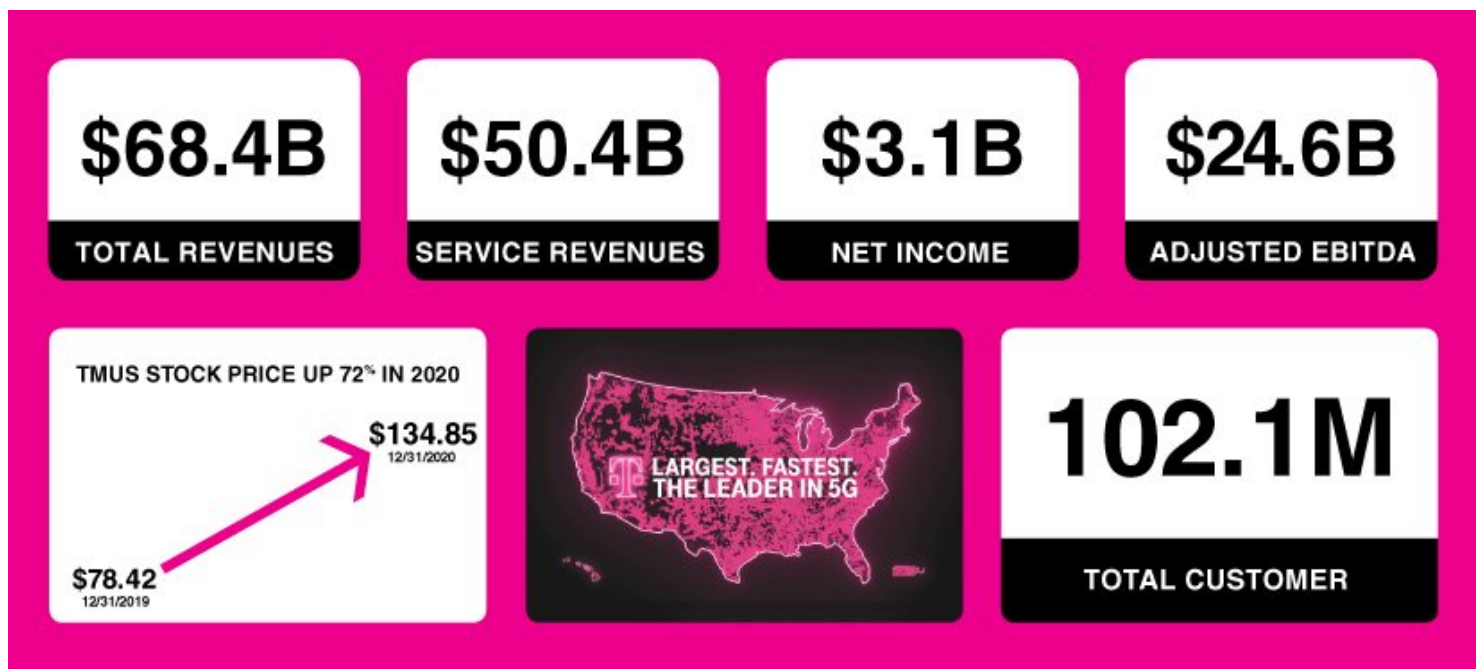 $68.4B
TOTAL REVENUES
$50.4B
SERVICE REVENUES
$3.1B
NET INCOME
$24.6B
ADJUSTED EBITDA
TMUS STOCK PRICE UP 72% IN 2020
$134.85
12/31/2020
$78.42
12/31/2019
T LARGEST. FASTEST.
THE LEADER IN 5G
102.1M
TOTAL CUSTOMER